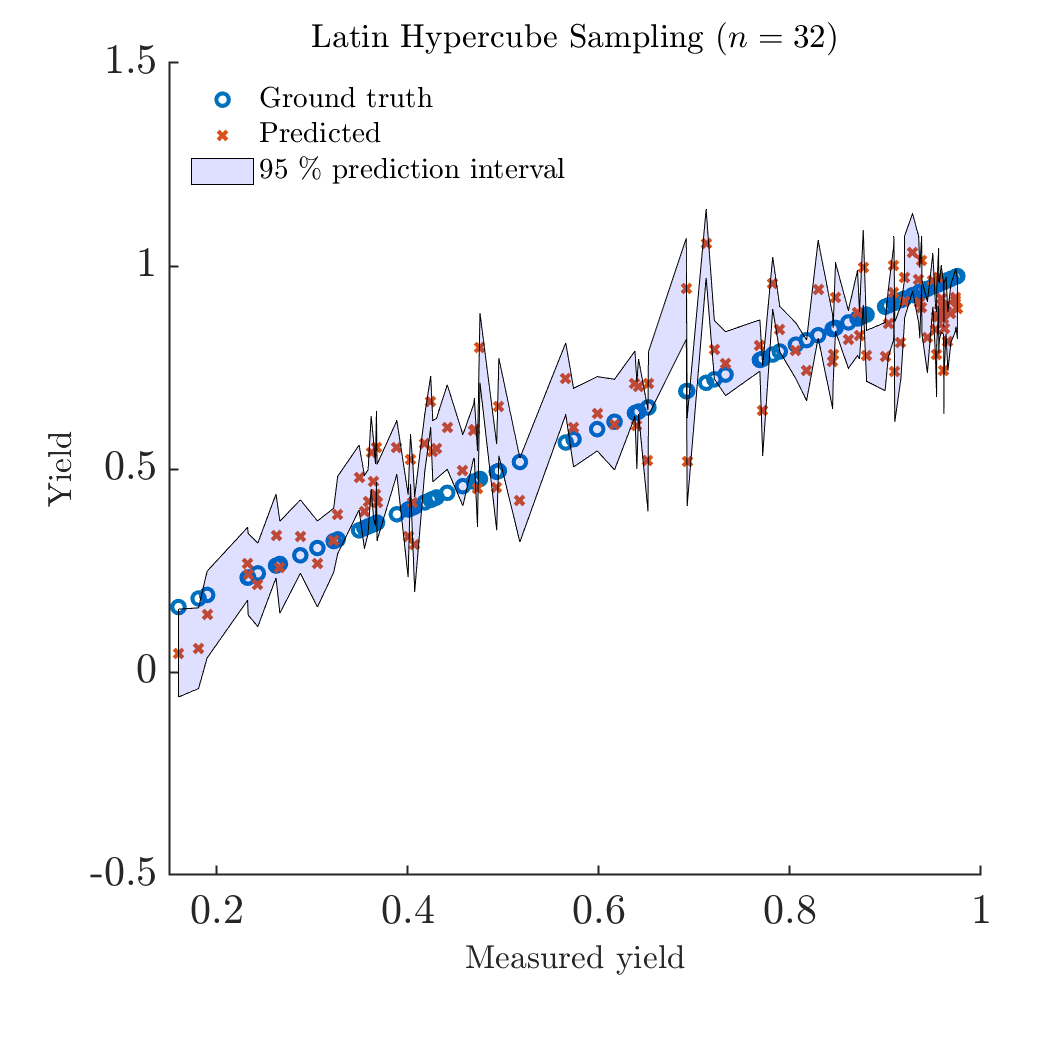 Latin Hypercube Sampling (n = 32)
1.5
Ground truth
Predicted
95 % prediction interval
1
0.5
0
-0.5
Yield
0.2 0.4 0.6 0.8 1
Measured yield